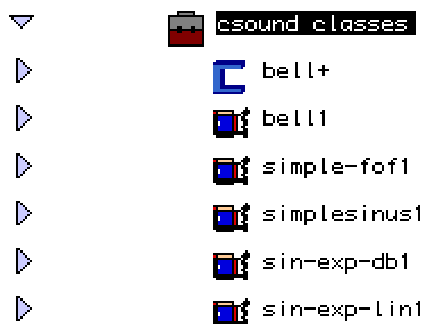 csound classes
bell+
bell1
simple-fof1
simplesinus1
sin-exp-db1
sin-exp-lin1